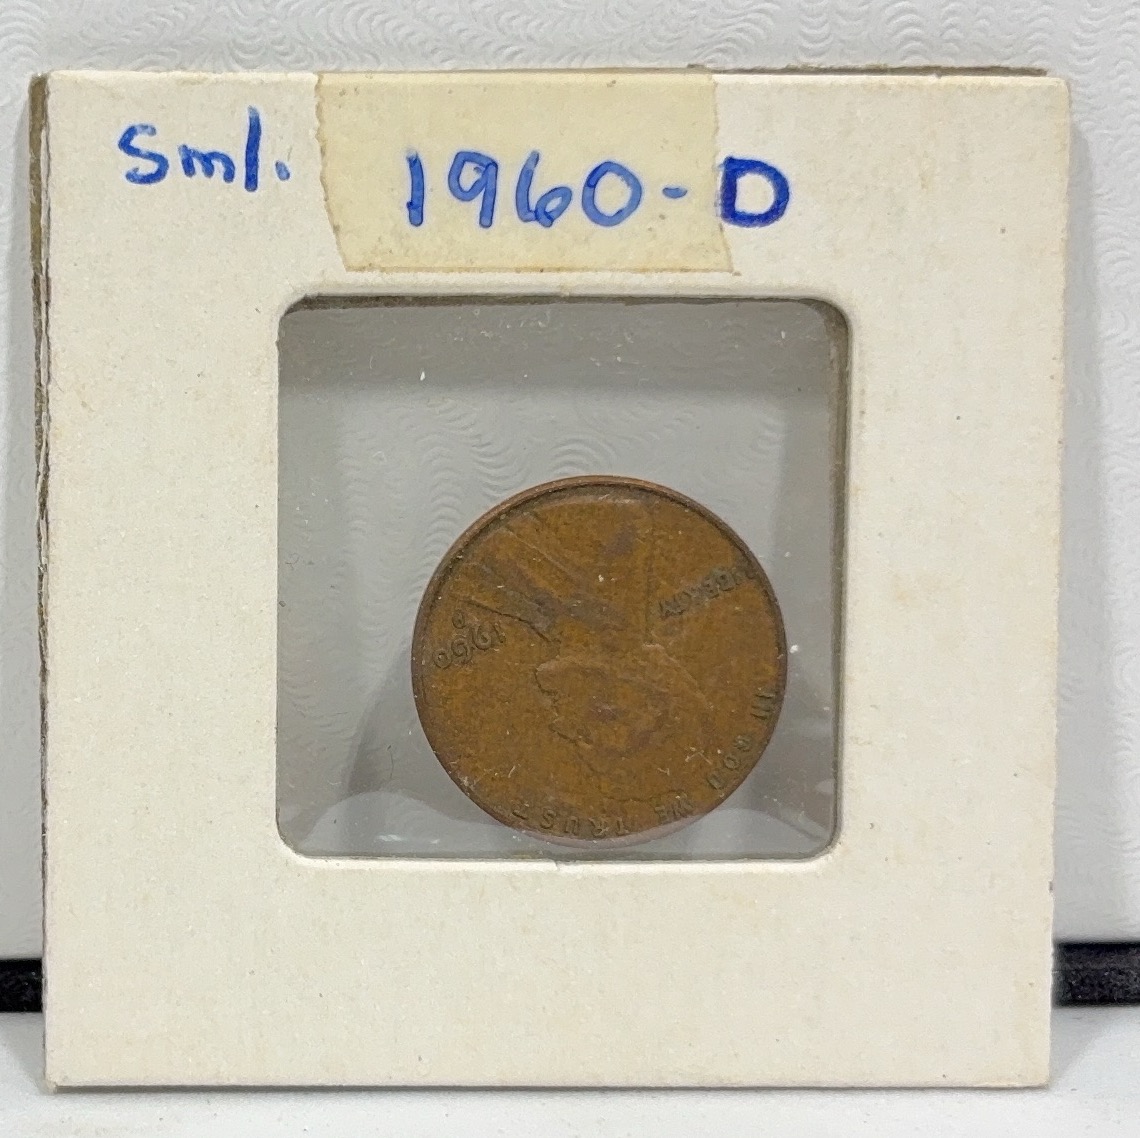 Sml. 1960-D
LIBERTY
1960
D
IN GOD WE TRUST